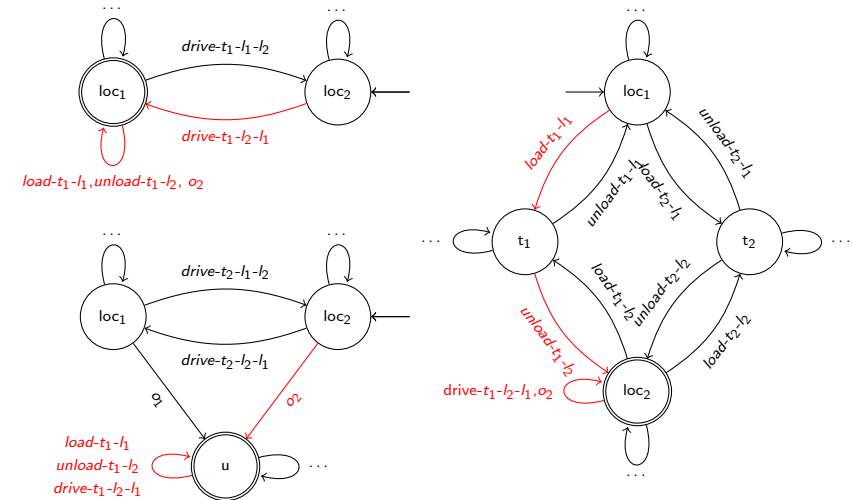 ...
drive-t₁-l₁-l₂
...
loc₁
loc₂
drive-t₁-l₂-l₁
load-t₁-l₁,unload-t₁-l₂, o₂
...
drive-t₂-l₁-l₂
...
loc₁
loc₂
drive-t₂-l₂-l₁
o₁
o₂
load-t₁-l₁
unload-t₁-l₂
drive-t₁-l₂-l₁
u
...
...
loc₁
load-t₁-l₁
unload-t₁-l₁
load-t₂-l₁
unload-t₂-l₁
...
t₁
t₂
...
unload-t₁-l₂
load-t₁-l₂
unload-t₂-l₂
load-t₂-l₂
drive-t₁-l₂-l₁,o₂
loc₂
...